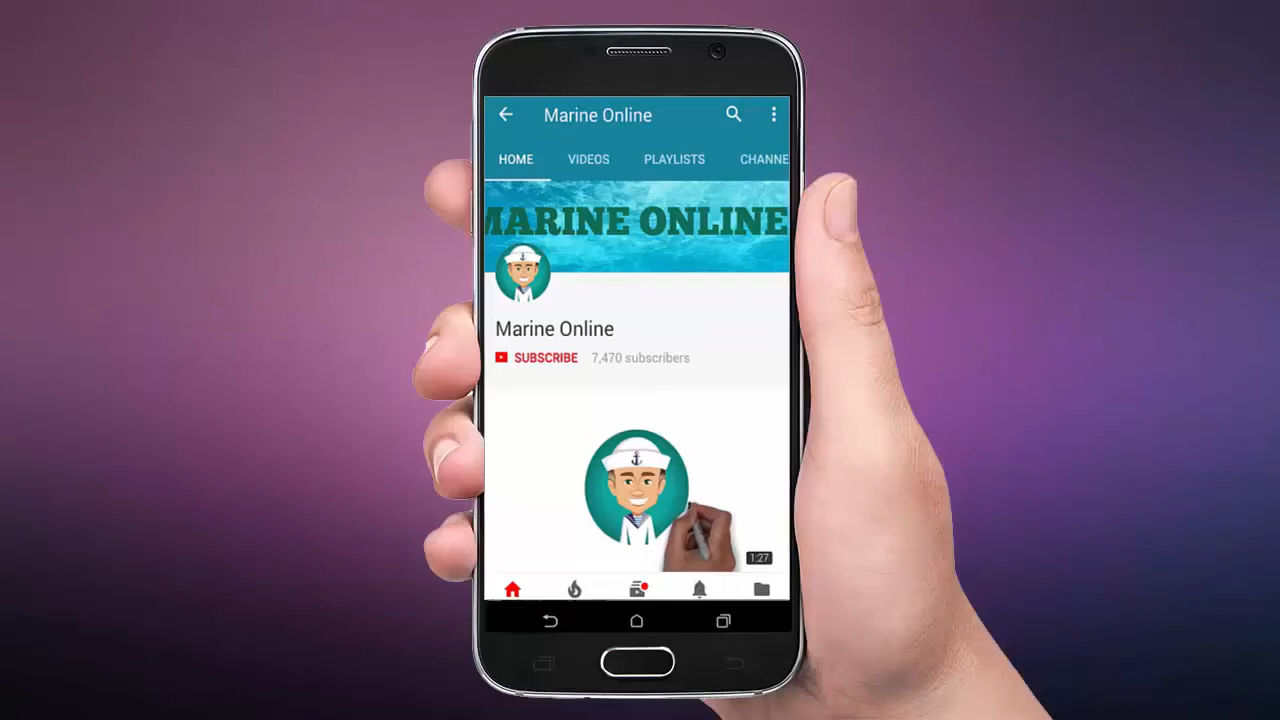 Marine Online
HOME VIDEOS PLAYLISTS CHANNE
MARINE ONLINE
Marine Online
SUBSCRIBE 7,470 subscribers
1:27